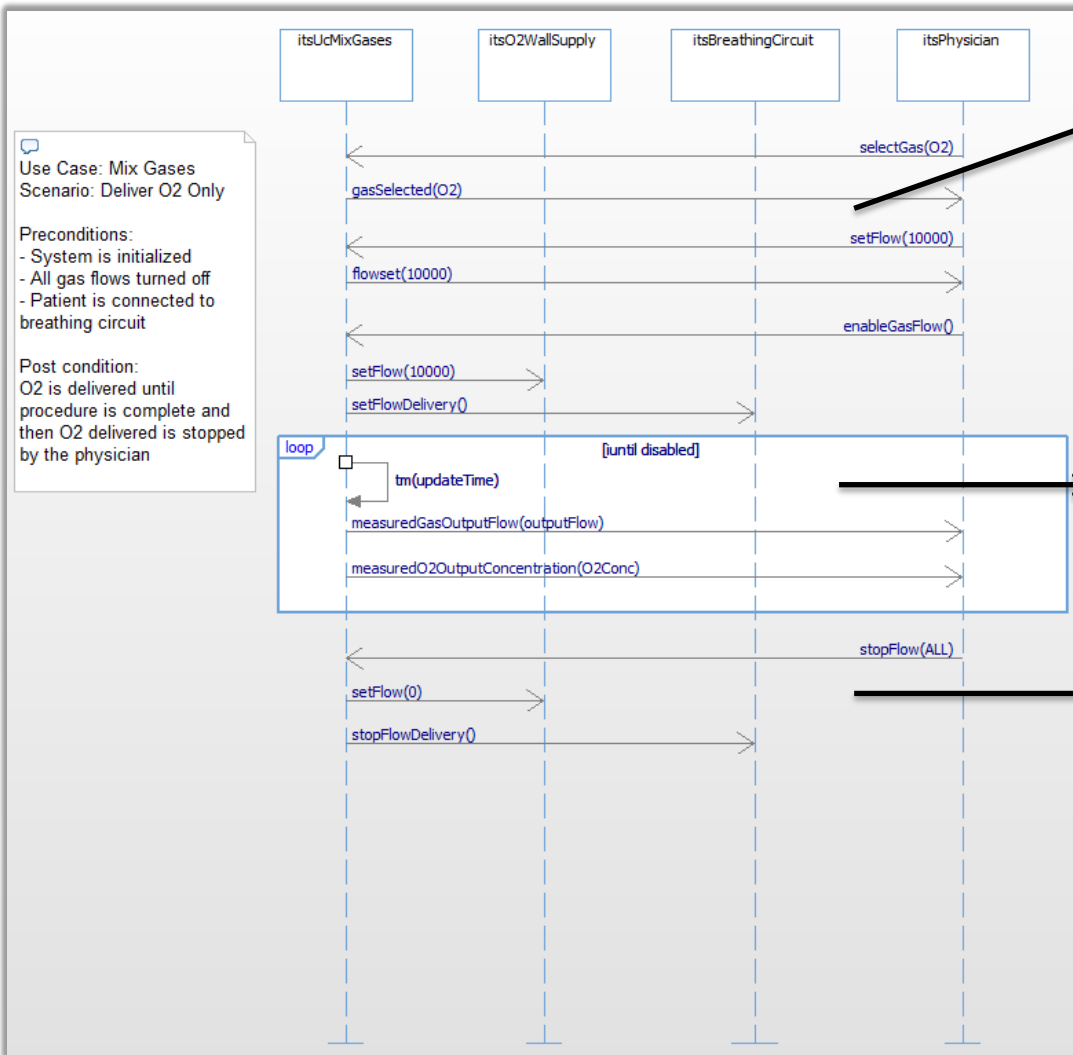 itsUcMixGases
itsO2WallSupply
itsBreathingCircuit
itsPhysician
Use Case: Mix Gases
Scenario: Deliver O2 Only
Preconditions:
- System is initialized
- All gas flows turned off
- Patient is connected to
breathing circuit
Post condition:
O2 is delivered until
procedure is complete and
then O2 delivered is stopped
by the physician
selectGas(O2)
gasSelected(O2)
setFlow(10000)
flowset(10000)
enableGasFlow()
setFlow(10000)
setFlowDelivery()
loop
[iuntil disabled]
tm(updateTime)
measuredGasOutputFlow(outputFlow)
measuredO2OutputConcentration(O2Conc)
stopFlow(ALL)
setFlow(0)
stopFlowDelivery()